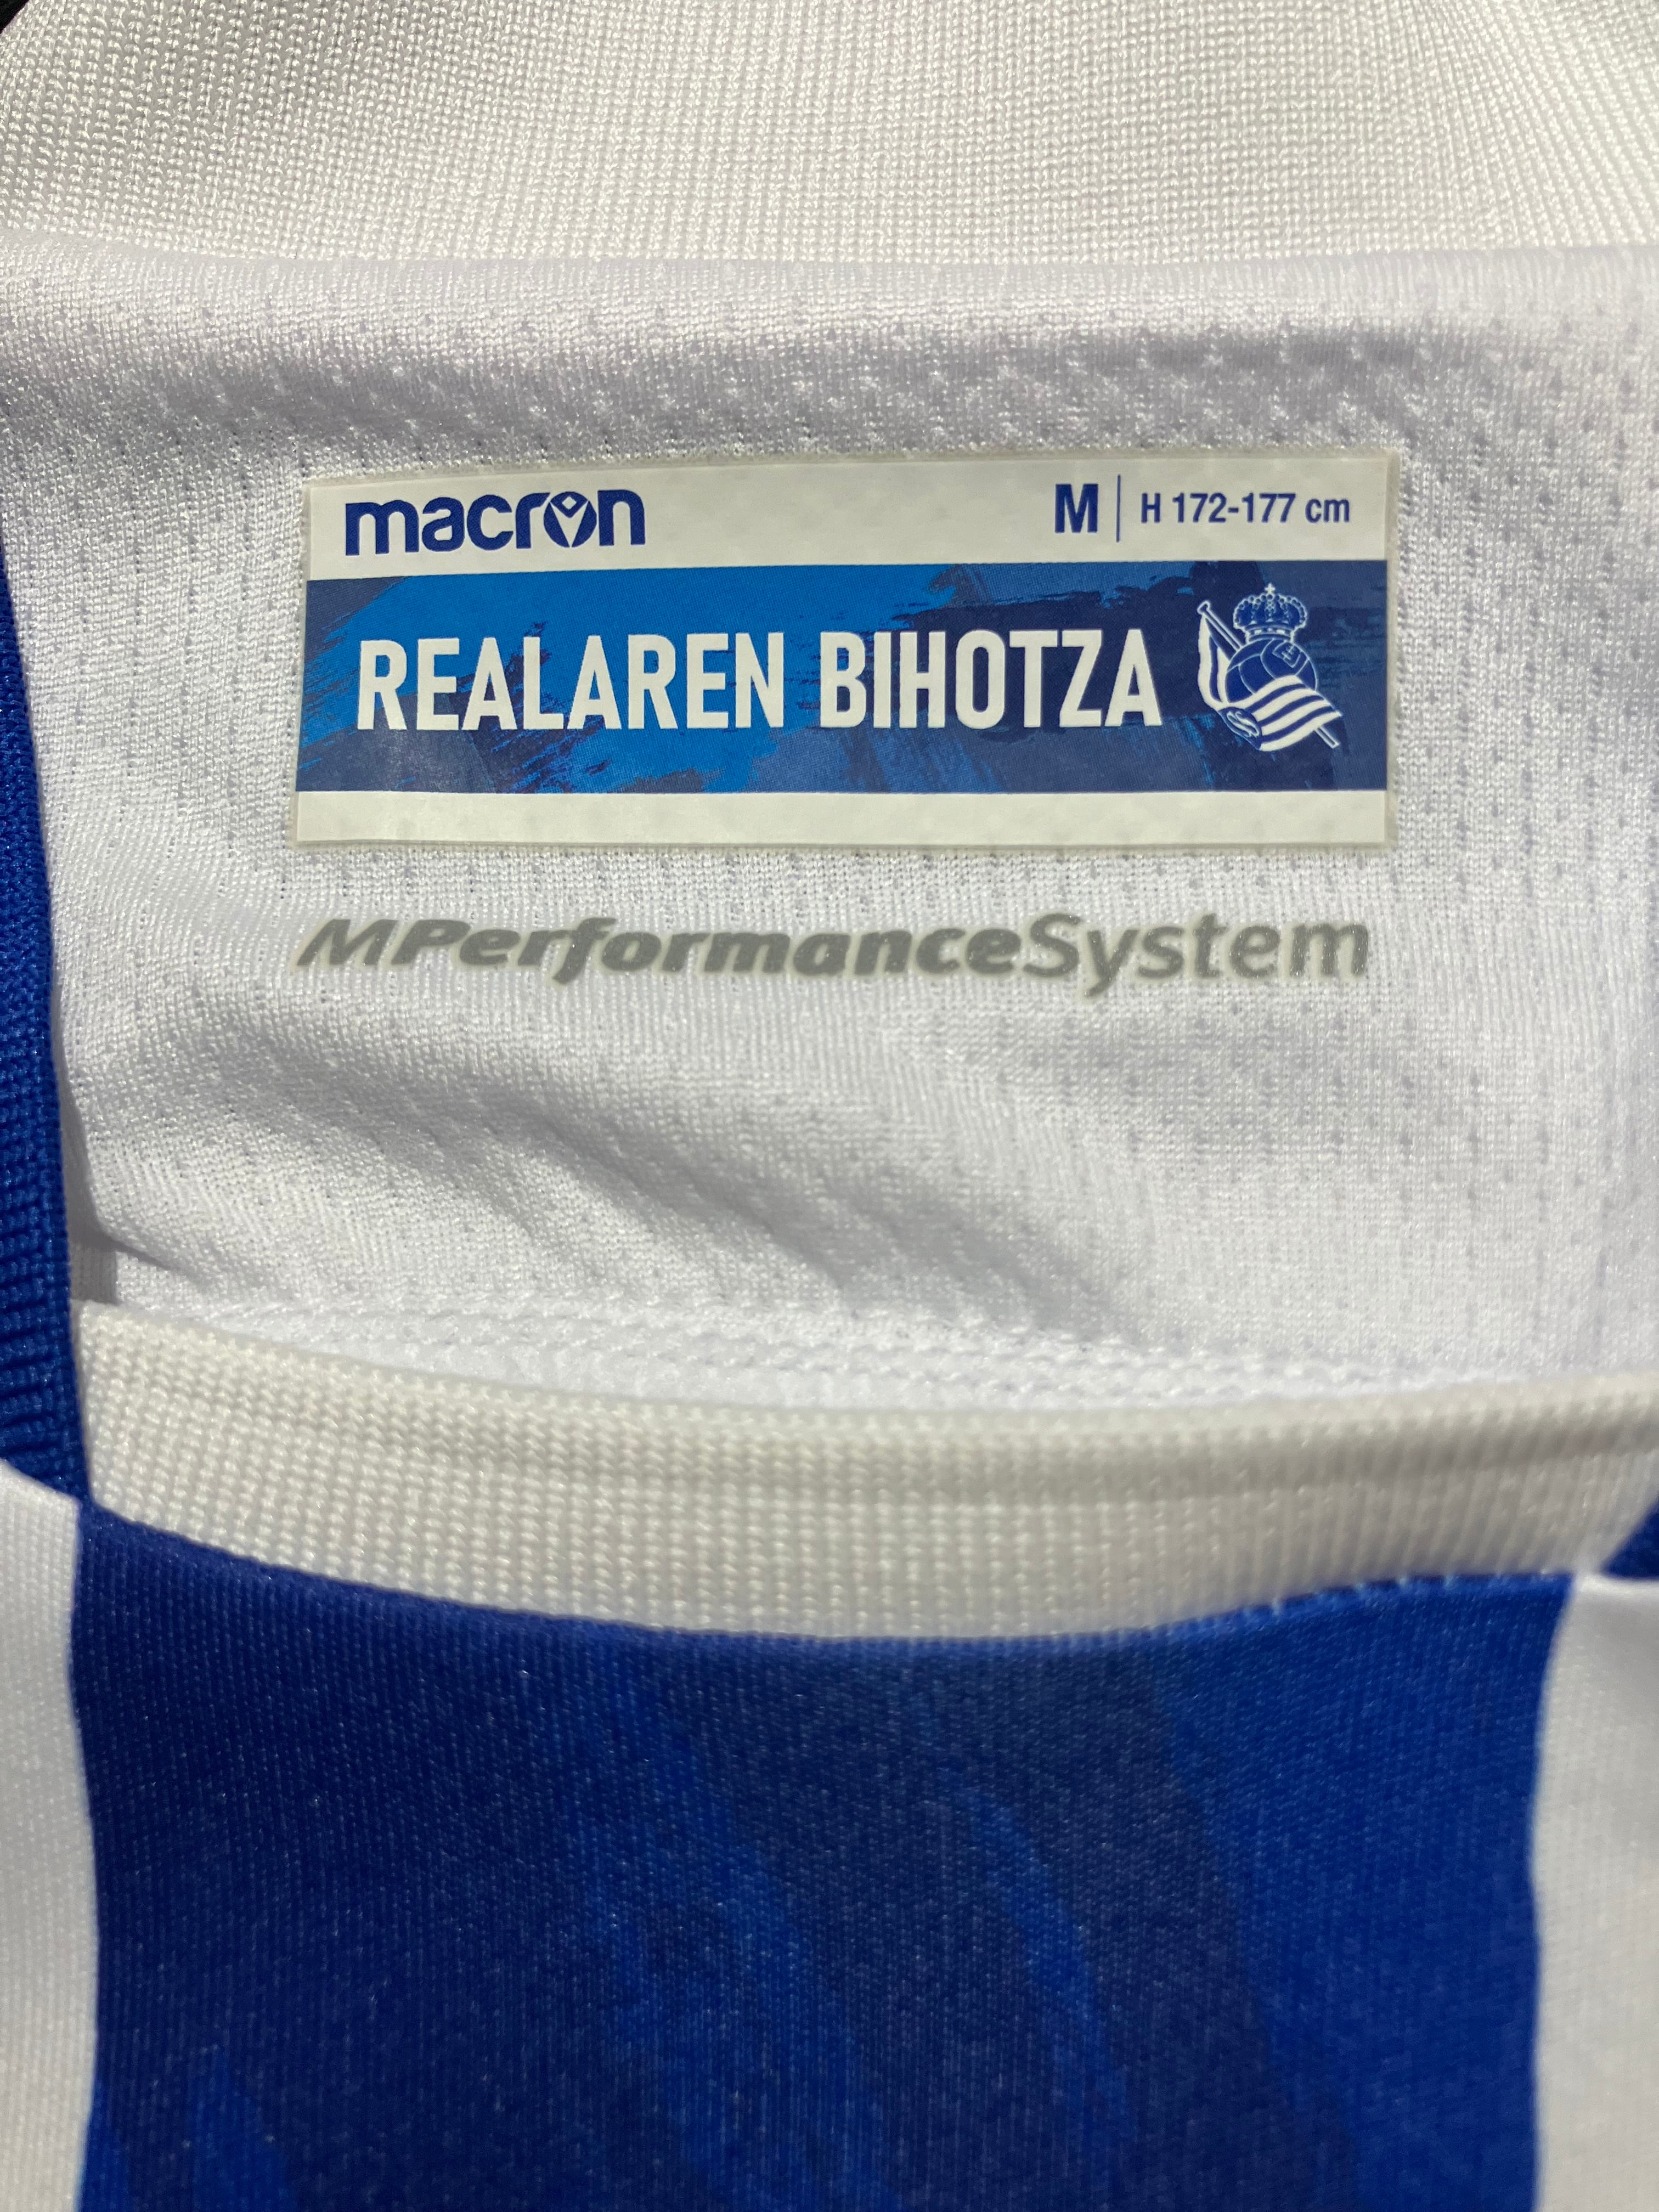 macron M | H 172-177 cm
REALAREN BIHOTZA
MPerformanceSystem